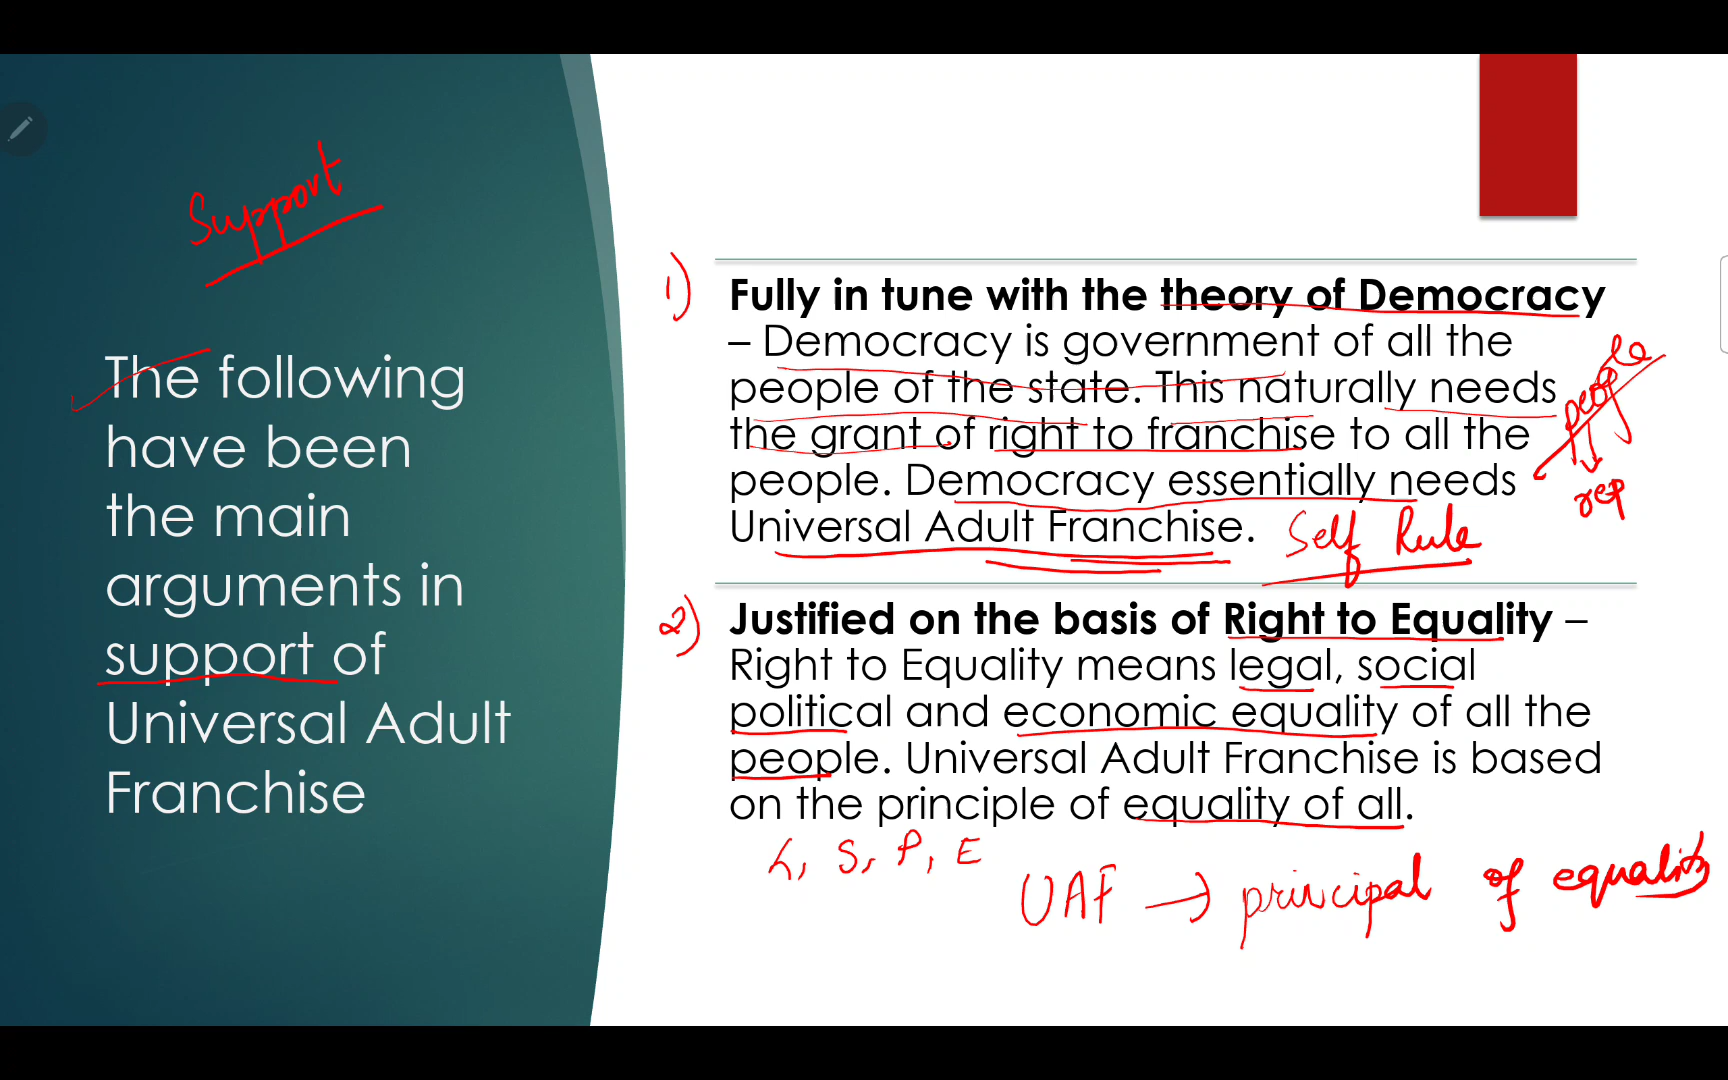 Support
The following
have been
the main
arguments in
support of
Universal Adult
Franchise
1)
Fully in tune with the theory of Democracy
– Democracy is government of all the
people of the state. This naturally needs
the grant of right to franchise to all the
people. Democracy essentially needs
Universal Adult Franchise.
people
rep
Self Rule
2)
Justified on the basis of Right to Equality –
Right to Equality means legal, social
political and economic equality of all the
people. Universal Adult Franchise is based
on the principle of equality of all.
L, S, P, E
UAF → principal of equality